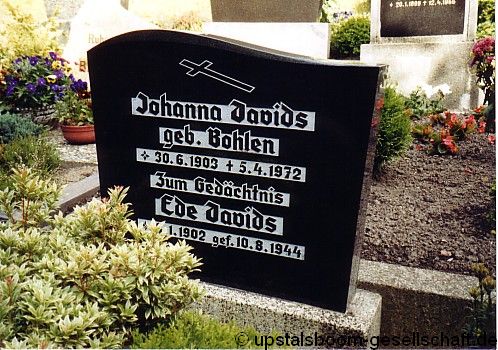 Johanna Davids
geb. Bohlen
+ 30.6.1903 + 5.4.1972
Zum Gedächtnis
Ede Davids
1.1902 gef. 10.8.1944
© upstalsboom-gesellschaft.de